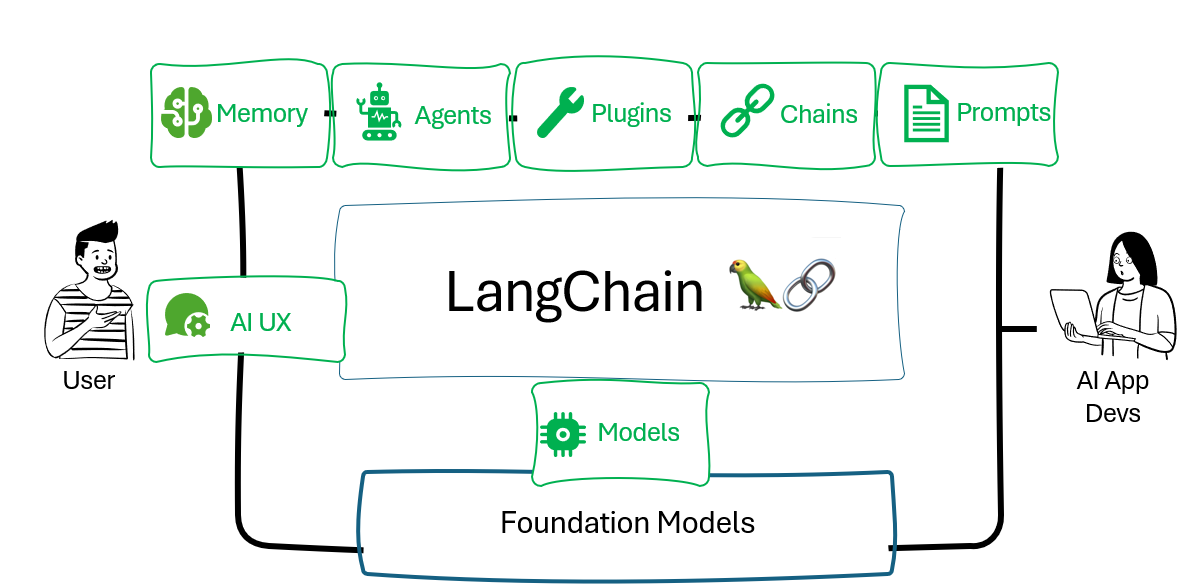 Memory
Agents
Plugins
Chains
Prompts
LangChain
AI UX
User
AI App
Devs
Models
Foundation Models